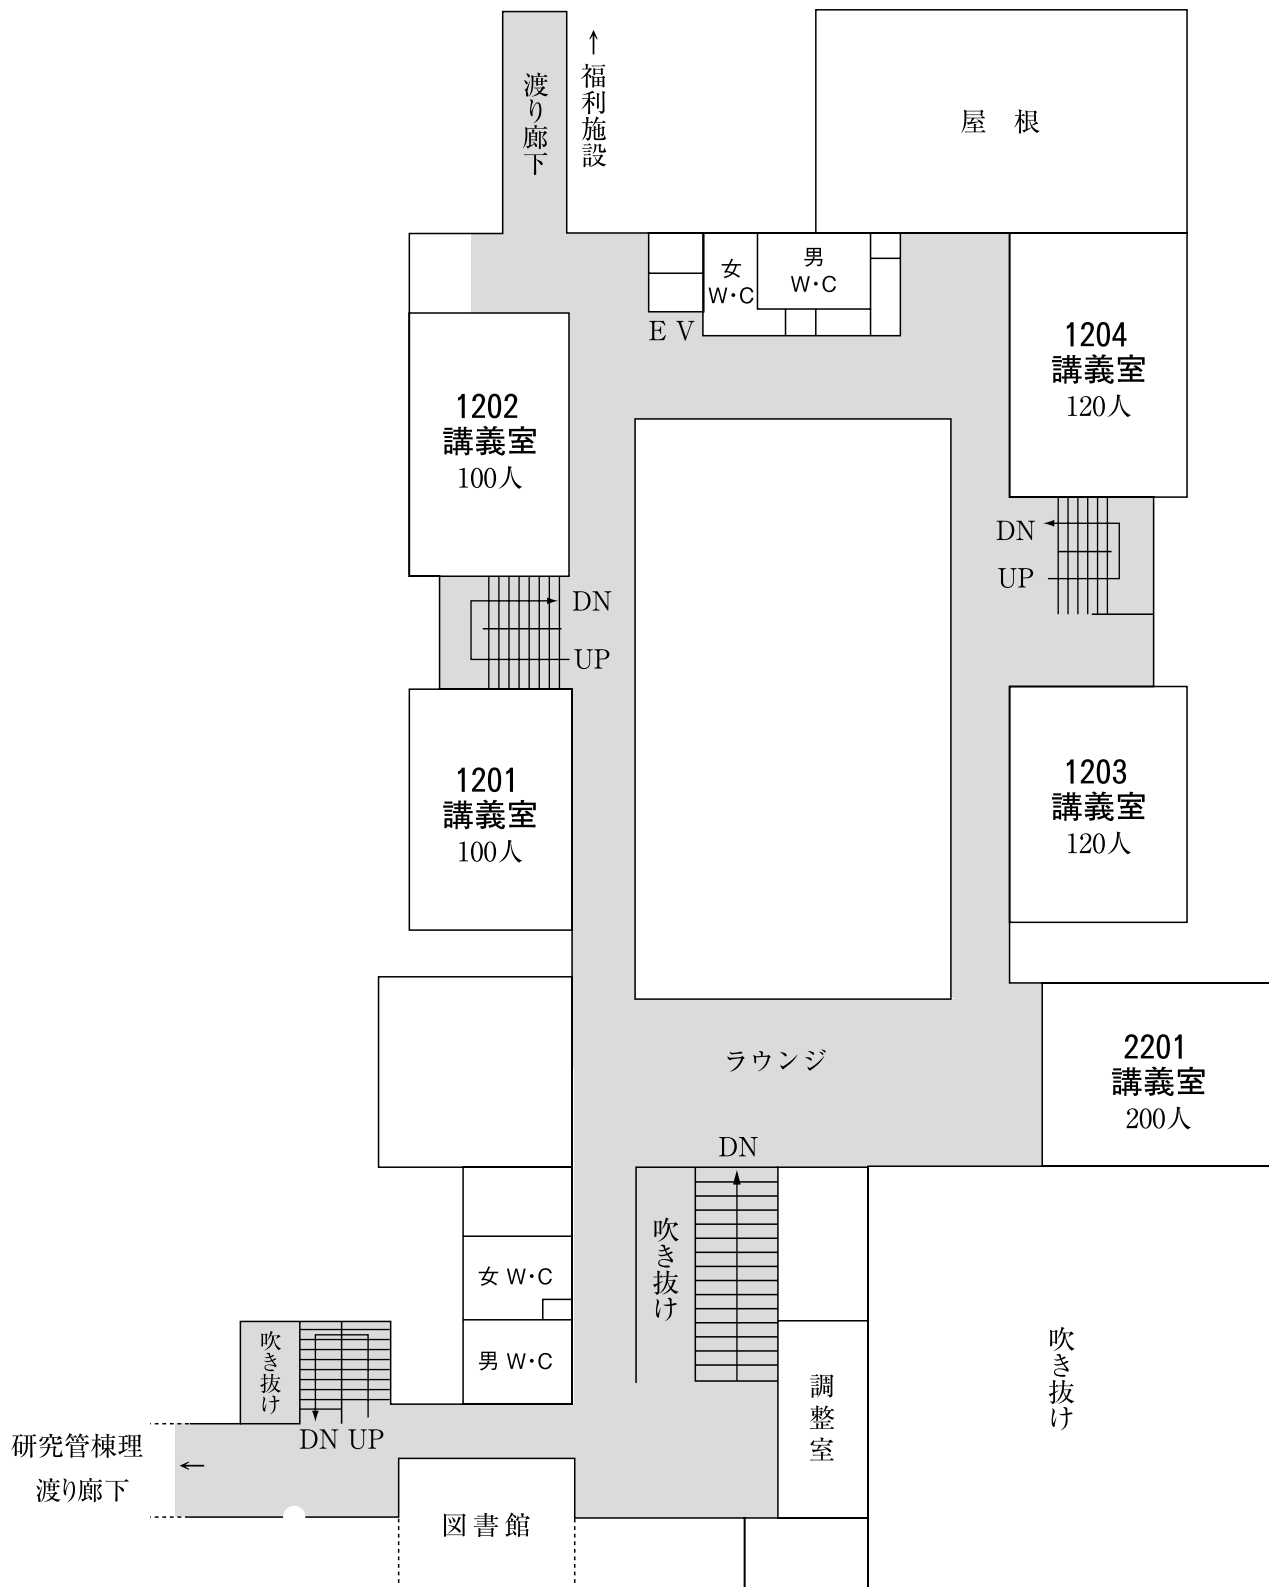 渡り廊下
↑福利施設
屋 根
女
W・C
男
W・C
E V
1204
講義室
120人
1202
講義室
100人
DN
UP
DN
UP
1201
講義室
100人
1203
講義室
120人
ラウンジ
2201
講義室
200人
DN
吹き抜け
女 W・C
男 W・C
吹き抜け
DN UP
調整室
吹き抜け
研究管棟理
渡り廊下
←
図書館